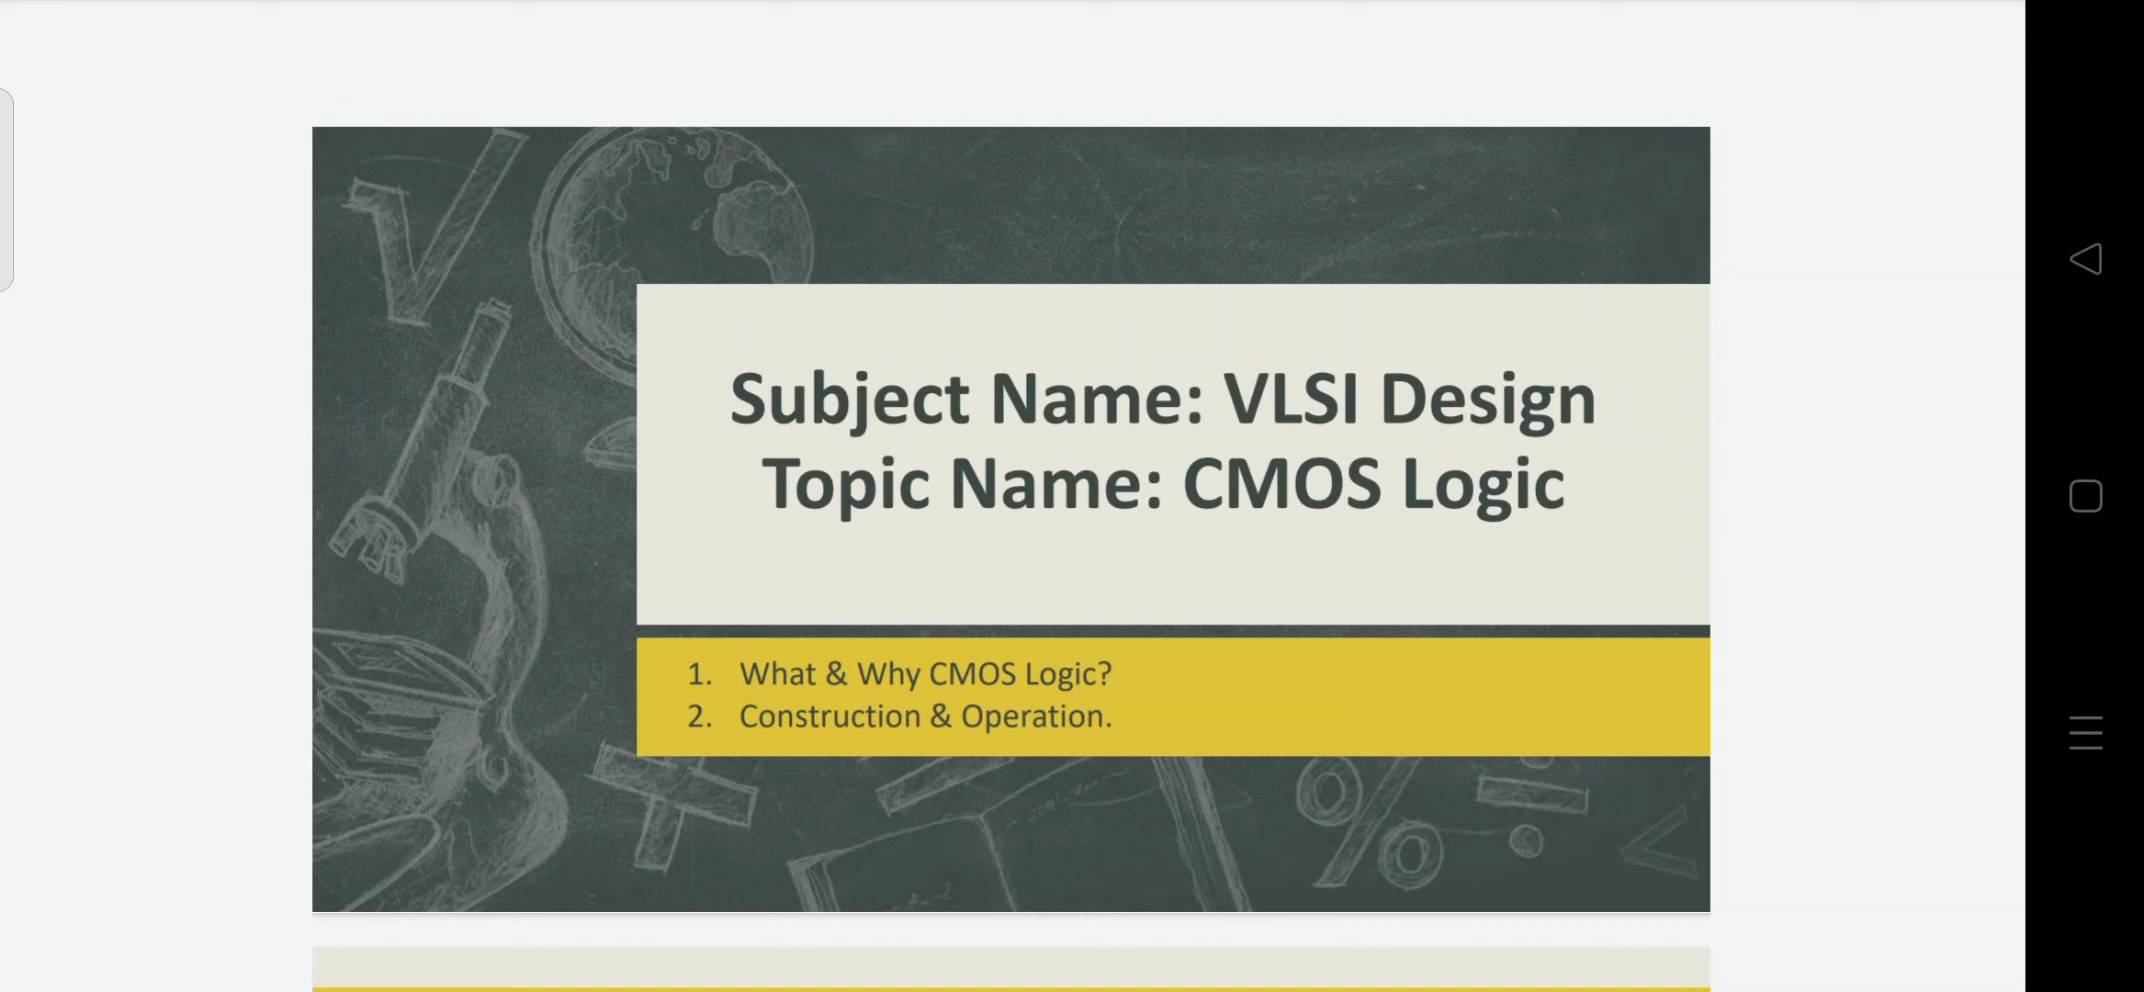 Subject Name: VLSI Design
Topic Name: CMOS Logic
1. What & Why CMOS Logic?
2. Construction & Operation.